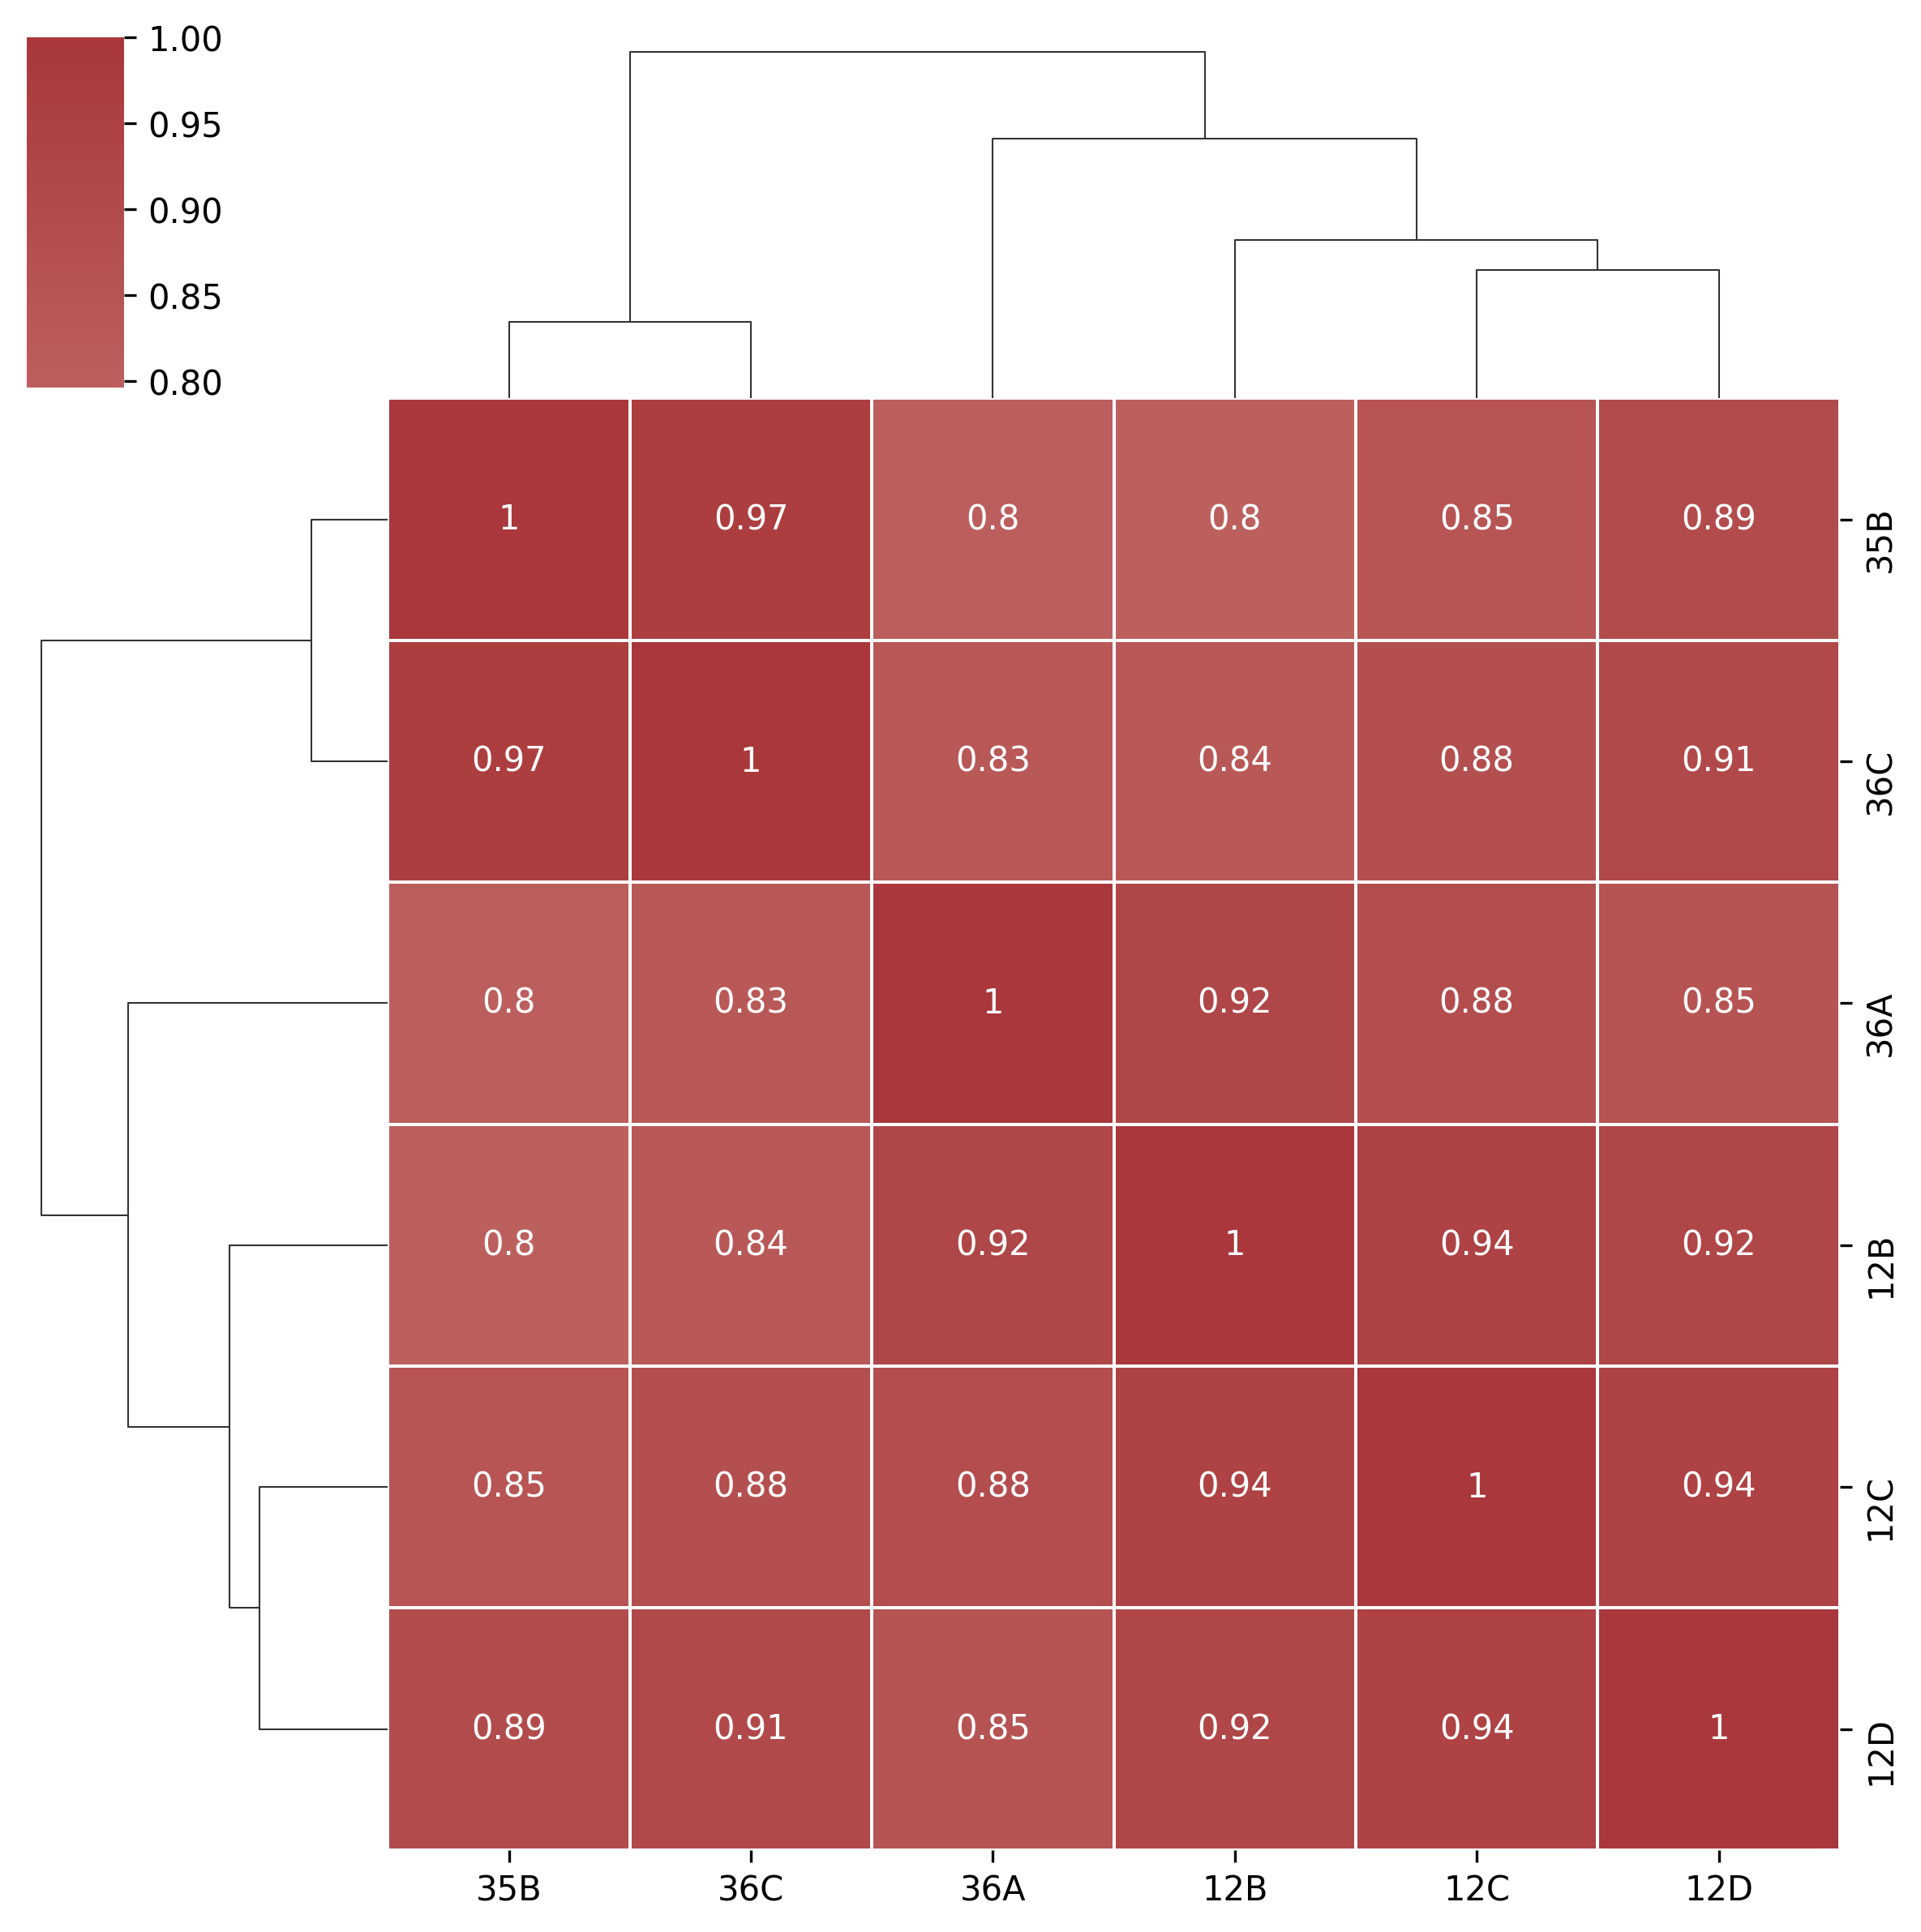 1.00
0.95
0.90
0.85
0.80
1 0.97 0.8 0.8 0.85 0.89 35B
0.97 1 0.83 0.84 0.88 0.91 36C
0.8 0.83 1 0.92 0.88 0.85 36A
0.8 0.84 0.92 1 0.94 0.92 12B
0.85 0.88 0.88 0.94 1 0.94 12C
0.89 0.91 0.85 0.92 0.94 1 12D
35B 36C 36A 12B 12C 12D